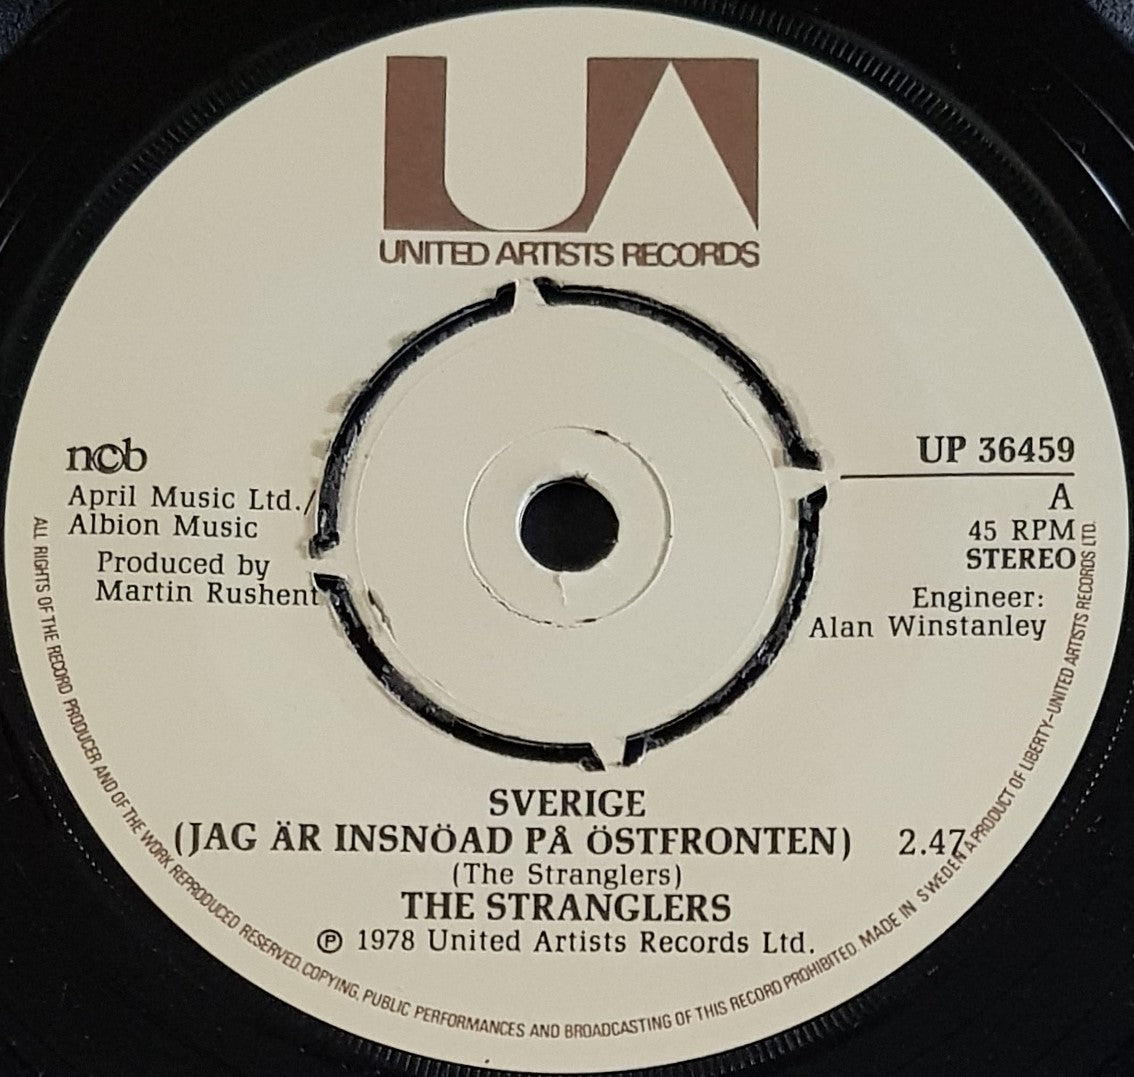 UA
UNITED ARTISTS RECORDS
ncb
April Music Ltd./
Albion Music
Produced by
Martin Rushent
UP 36459
A
45 RPM
STEREO
Engineer:
Alan Winstanley
SVERIGE
(JAG ÄR INSNÖAD PÅ ÖSTFRONTEN) 2.47
(The Stranglers)
THE STRANGLERS
℗ 1978 United Artists Records Ltd.
ALL RIGHTS OF THE RECORD PRODUCER AND OF THE WORK REPRODUCED RESERVED. COPYING, PUBLIC PERFORMANCES AND BROADCASTING OF THIS RECORD PROHIBITED. MADE IN SWEDEN A PRODUCT OF LIBERTY-UNITED ARTISTS RECORDS LTD.